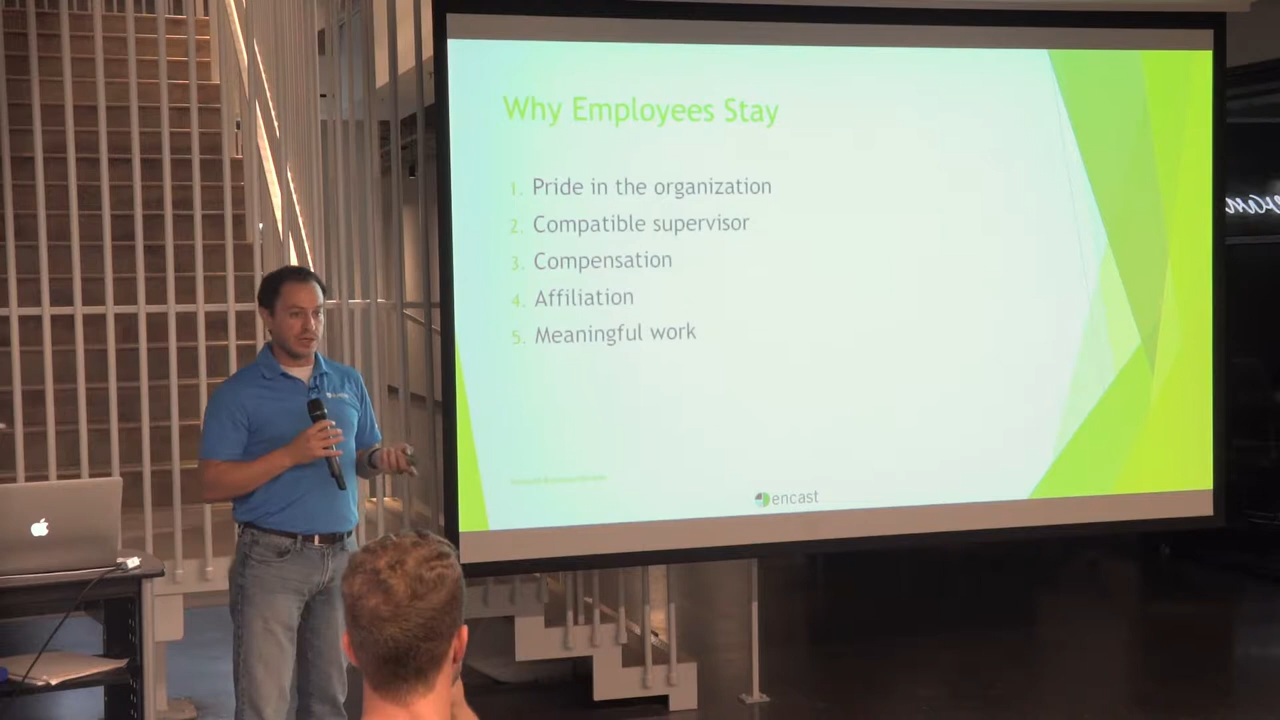 Why Employees Stay
1. Pride in the organization
2. Compatible supervisor
3. Compensation
4. Affiliation
5. Meaningful work
encast